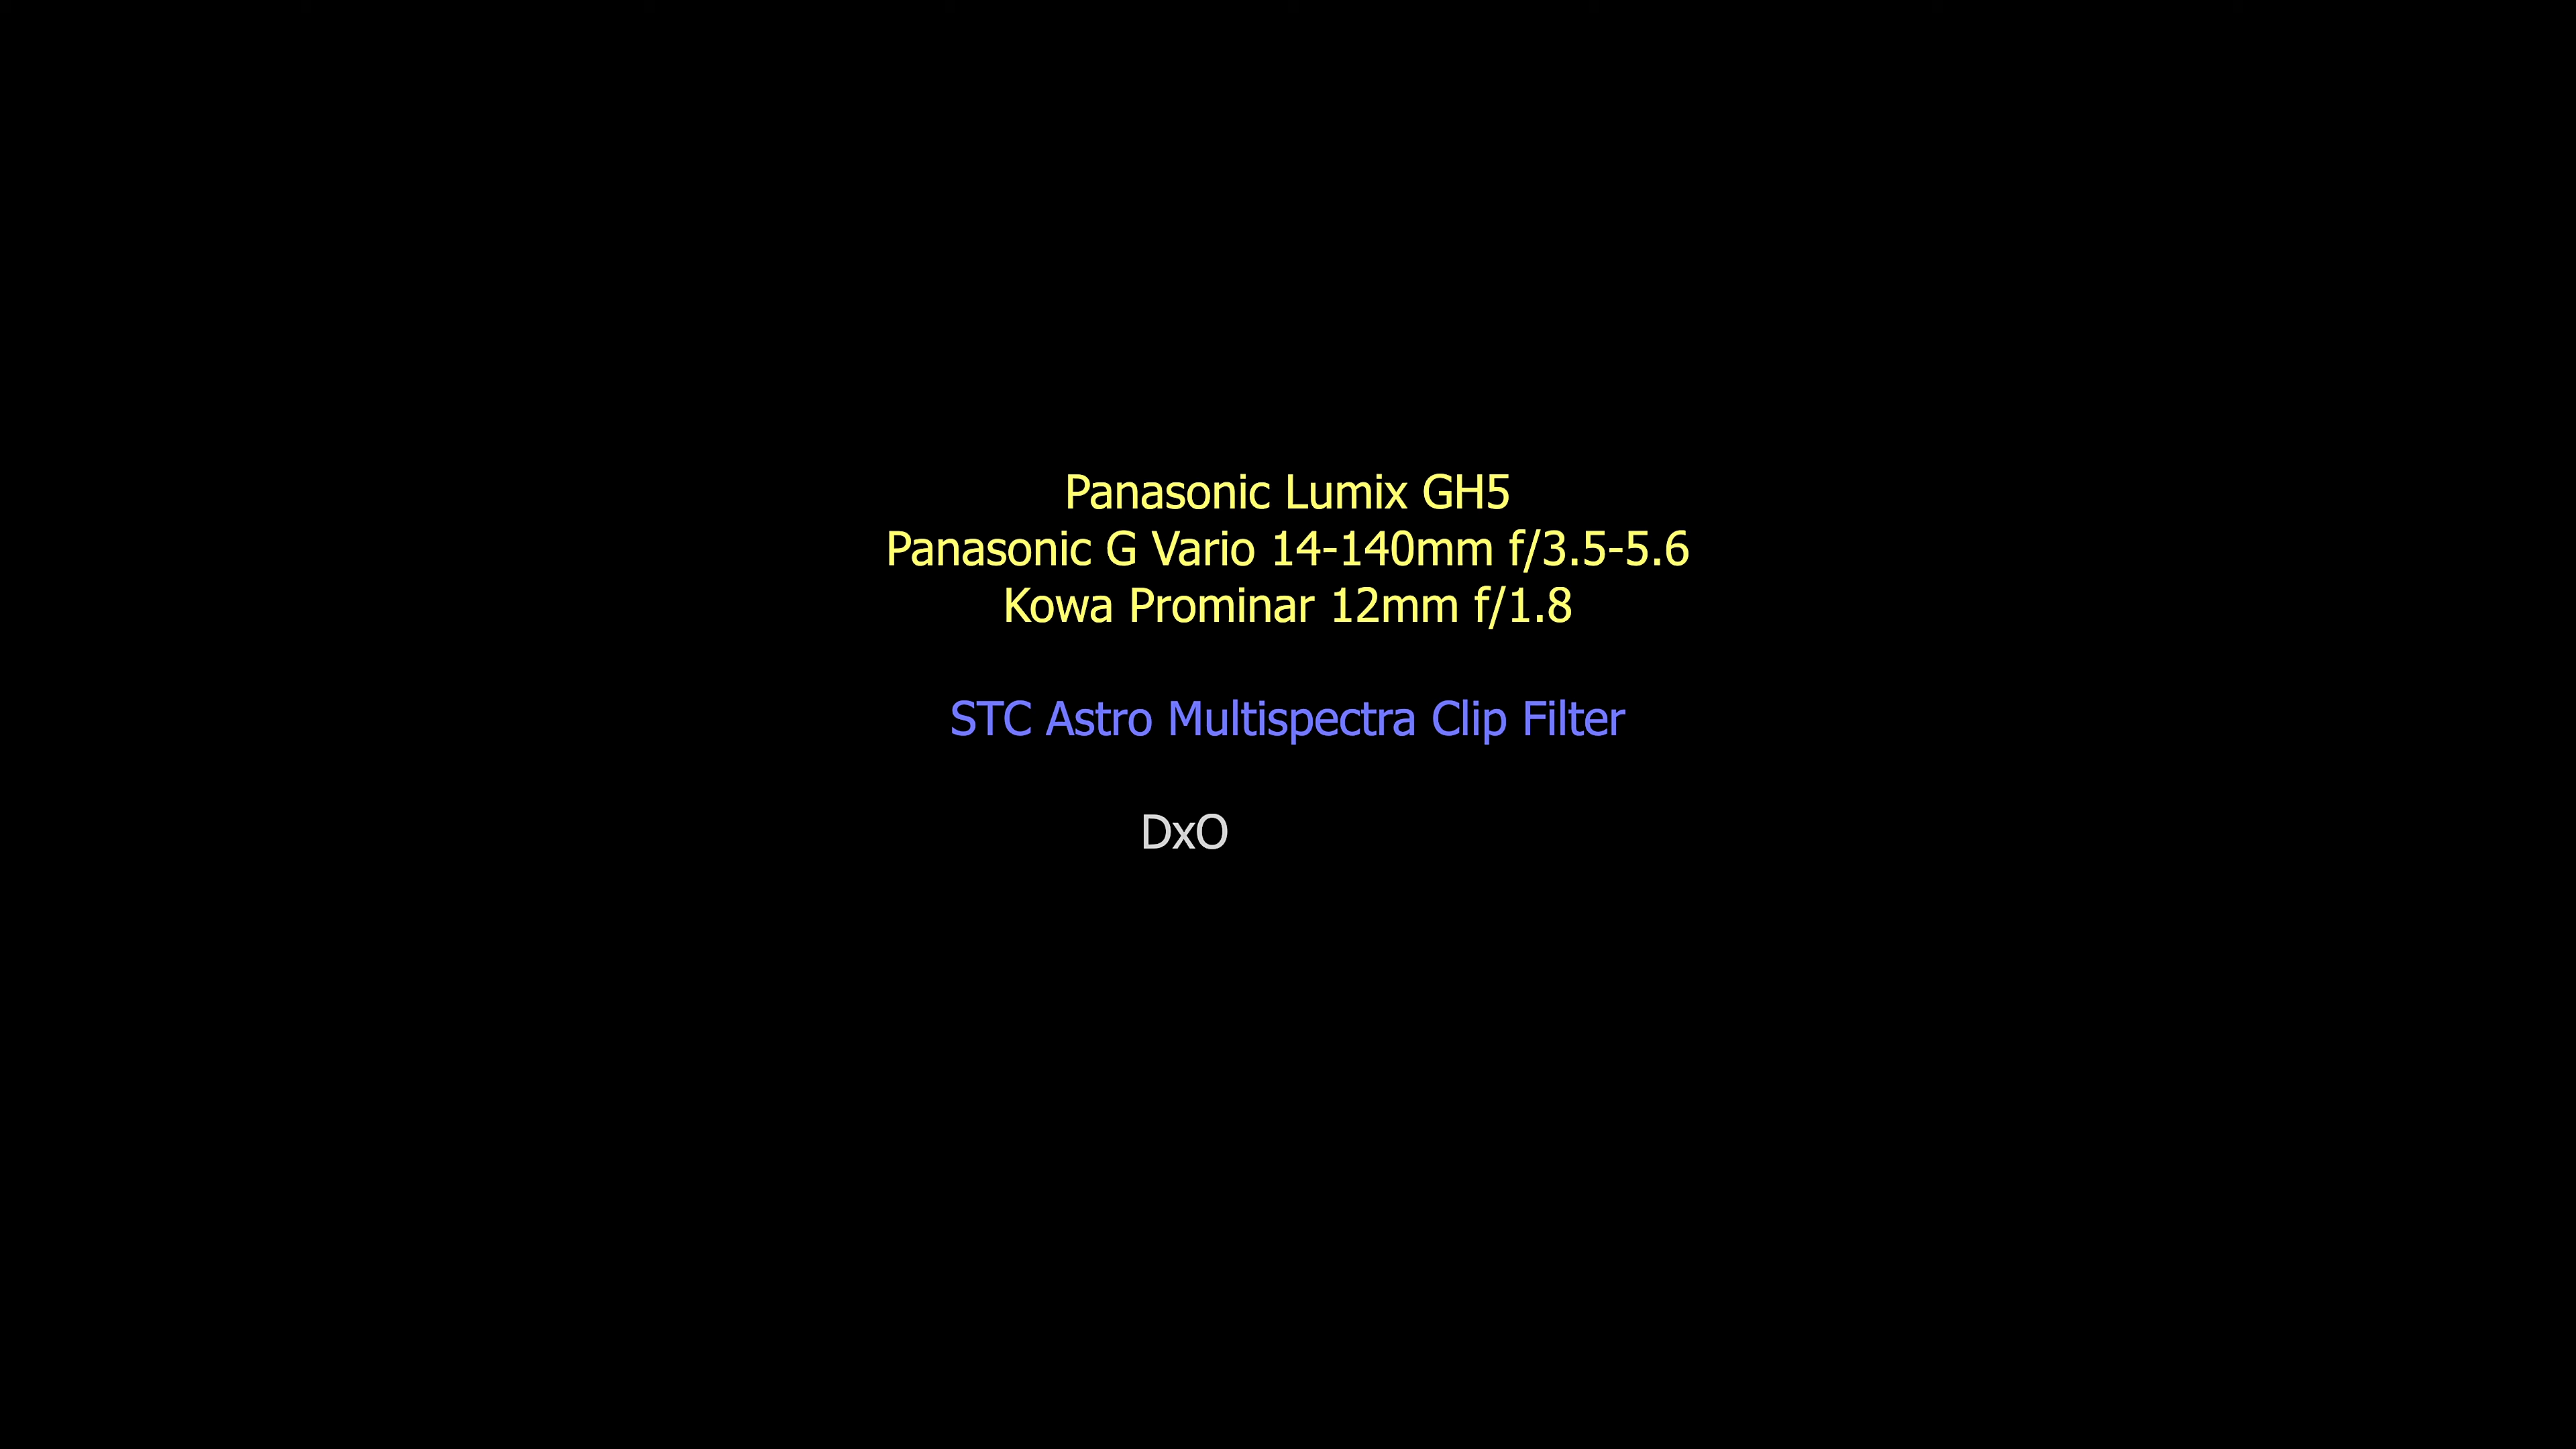 Panasonic Lumix GH5
Panasonic G Vario 14-140mm f/3.5-5.6
Kowa Prominar 12mm f/1.8
STC Astro Multispectra Clip Filter
DxO